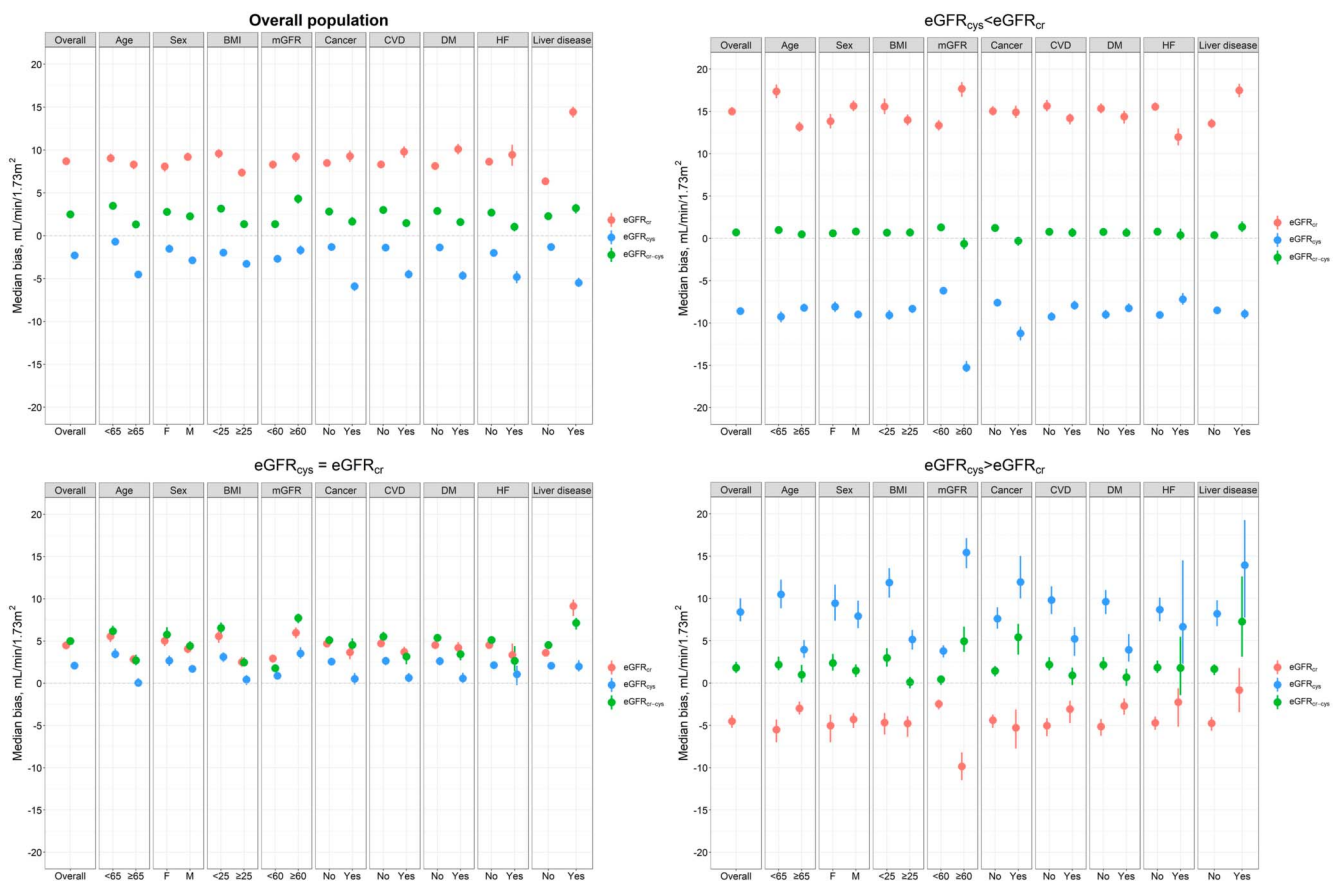 Overall population
Overall Age Sex BMI mGFR Cancer CVD DM HF Liver disease
Median bias, mL/min/1.73m²
20
15
10
5
0
-5
-10
-15
-20
Overall <65 ≥65 F M <25 ≥25 <60 ≥60 No Yes No Yes No Yes No Yes No Yes
eGFRcr
eGFRcys
eGFRcr-cys
eGFRcys<eGFRcr
Overall Age Sex BMI mGFR Cancer CVD DM HF Liver disease
Median bias, mL/min/1.73m²
20
15
10
5
0
-5
-10
-15
-20
Overall <65 ≥65 F M <25 ≥25 <60 ≥60 No Yes No Yes No Yes No Yes No Yes
eGFRcr
eGFRcys
eGFRcr-cys
eGFRcys = eGFRcr
Overall Age Sex BMI mGFR Cancer CVD DM HF Liver disease
Median bias, mL/min/1.73m²
20
15
10
5
0
-5
-10
-15
-20
Overall <65 ≥65 F M <25 ≥25 <60 ≥60 No Yes No Yes No Yes No Yes No Yes
eGFRcr
eGFRcys
eGFRcr-cys
eGFRcys>eGFRcr
Overall Age Sex BMI mGFR Cancer CVD DM HF Liver disease
Median bias, mL/min/1.73m²
20
15
10
5
0
-5
-10
-15
-20
Overall <65 ≥65 F M <25 ≥25 <60 ≥60 No Yes No Yes No Yes No Yes No Yes
eGFRcr
eGFRcys
eGFRcr-cys